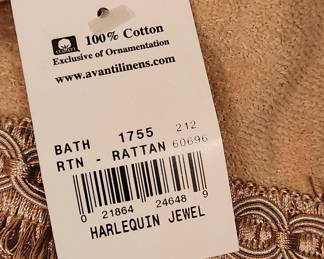 COTTON
100% Cotton
Exclusive of Ornamentation
www.avantilinens.com
BATH 1755 212
RTN - RATTAN 60696
0 21864 24648 9
HARLEQUIN JEWEL